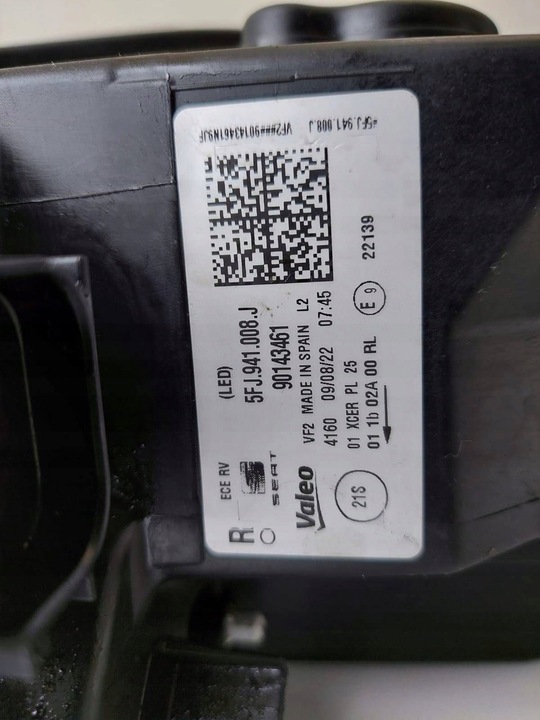 R
ECE RV
(LED)
SEAT
5FJ.941.008.J
90143461
Valeo
VF2 MADE IN SPAIN L2
4160 09/08/22 07:45
21S
01 XCER PL 25
01 1b 02A 00 RL
E 9
22139
#5FJ.941.008.J
VF2###90143461N9JF